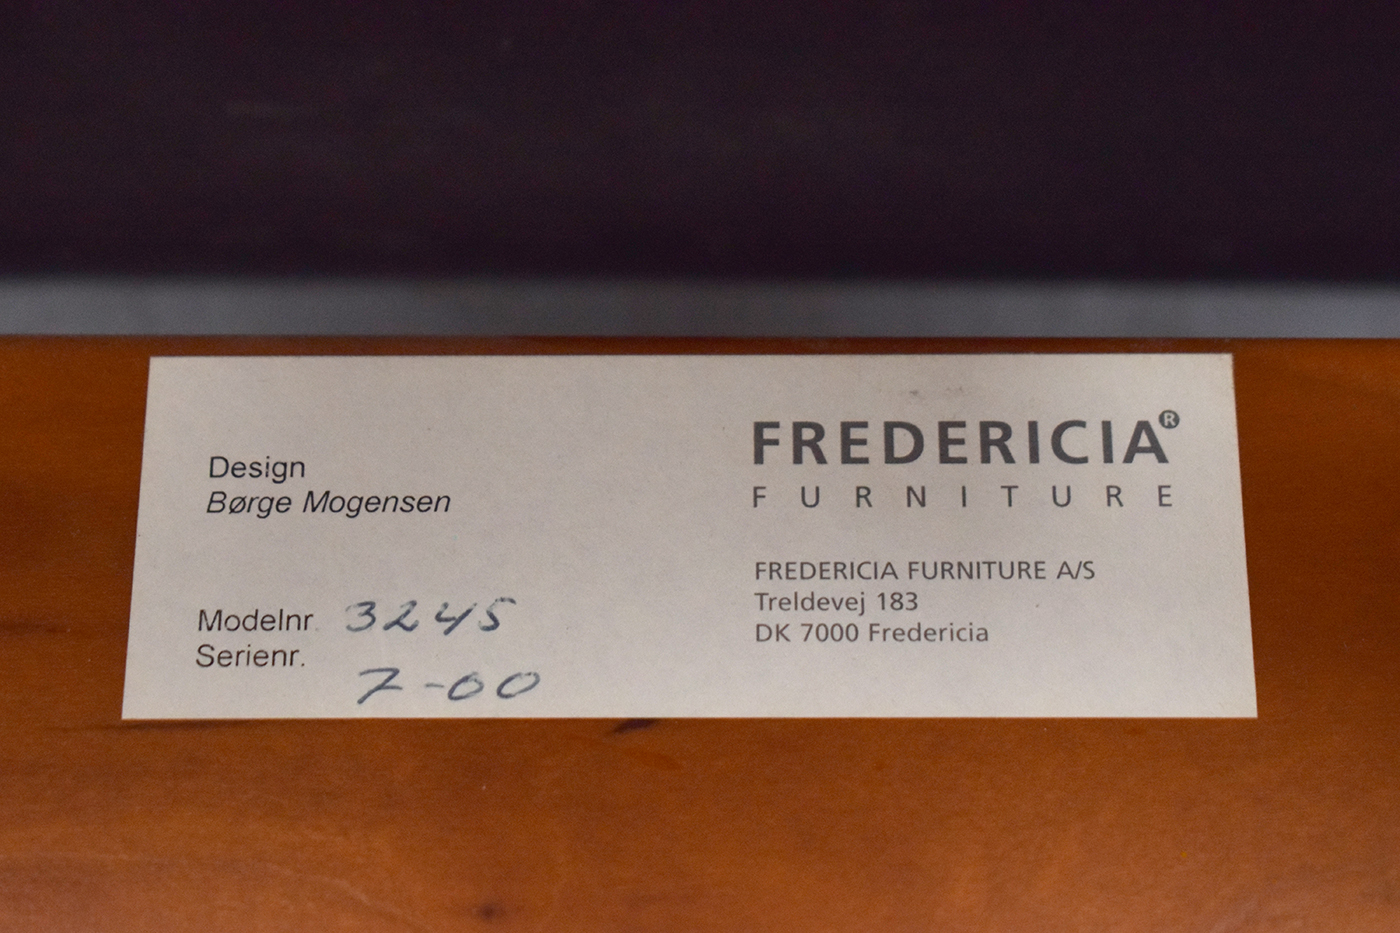 Design
Børge Mogensen
Modelnr. 3245
Serienr.
7-00
FREDERICIA®
FURNITURE
FREDERICIA FURNITURE A/S
Treldevej 183
DK 7000 Fredericia